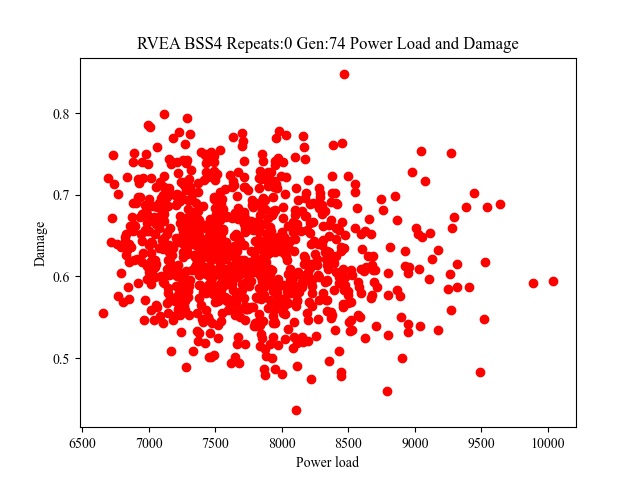 RVEA BSS4 Repeats:0 Gen:74 Power Load and Damage
0.8
0.7
0.6
0.5
Damage
6500 7000 7500 8000 8500 9000 9500 10000
Power load